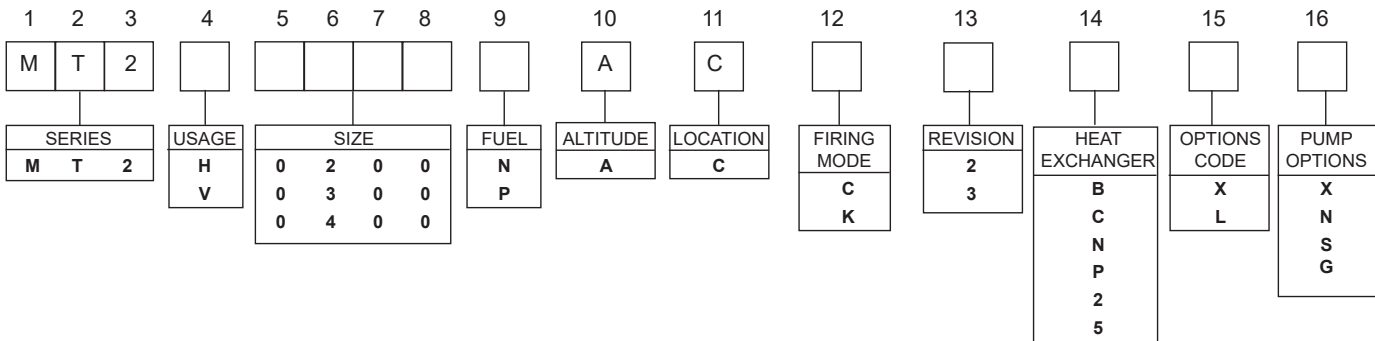 1 2 3 4 5 6 7 8 9 10 11 12 13 14 15 16
M T 2 A C
SERIES USAGE SIZE FUEL ALTITUDE LOCATION FIRING MODE REVISION HEAT EXCHANGER OPTIONS CODE PUMP OPTIONS
M T 2 H 0 2 0 0 N A C C 2 B X X
V 0 3 0 0 P K 3 C L N
0 4 0 0 N S
P G
2
5